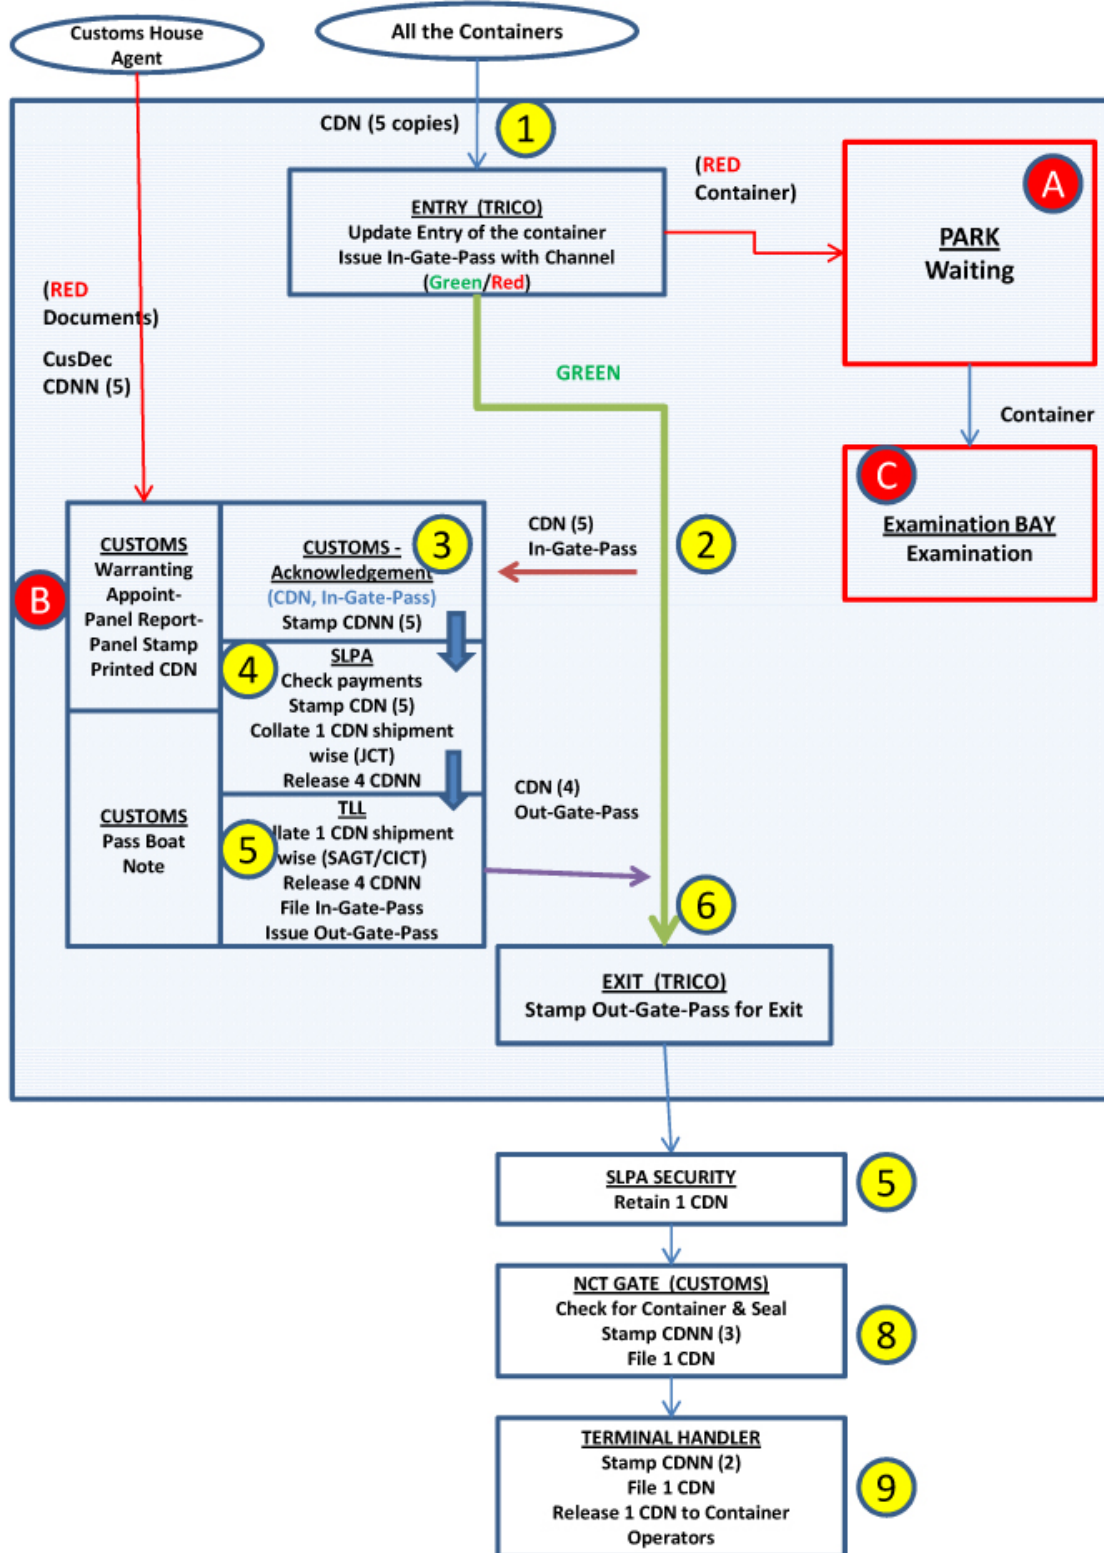 Customs House
Agent
All the Containers
CDN (5 copies)
1
ENTRY (TRICO)
Update Entry of the container
Issue In-Gate-Pass with Channel
(Green/Red)
(RED
Container)
A
PARK
Waiting
(RED
Documents)
CusDec
CDNN (5)
GREEN
Container
C
Examination BAY
Examination
B
CUSTOMS
Warranting
Appoint-
Panel Report-
Panel Stamp
Printed CDN
3
CUSTOMS -
Acknowledgement
(CDN, In-Gate-Pass)
Stamp CDNN (5)
CDN (5)
In-Gate-Pass
2
4
SLPA
Check payments
Stamp CDN (5)
Collate 1 CDN shipment
wise (JCT)
Release 4 CDNN
CUSTOMS
Pass Boat
Note
5
TLL
llate 1 CDN shipment
wise (SAGT/CICT)
Release 4 CDNN
File In-Gate-Pass
Issue Out-Gate-Pass
CDN (4)
Out-Gate-Pass
6
EXIT (TRICO)
Stamp Out-Gate-Pass for Exit
SLPA SECURITY
Retain 1 CDN
5
NCT GATE (CUSTOMS)
Check for Container & Seal
Stamp CDNN (3)
File 1 CDN
8
TERMINAL HANDLER
Stamp CDNN (2)
File 1 CDN
Release 1 CDN to Container
Operators
9